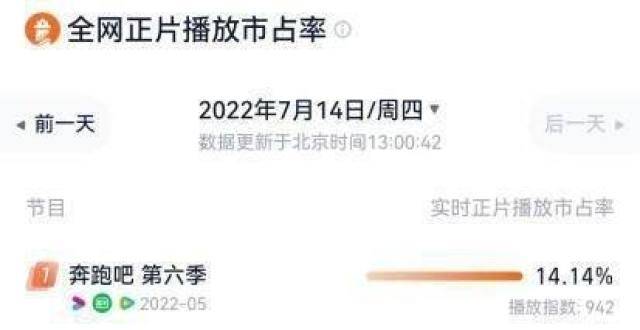 全网正片播放市占率
前一天
2022年7月14日/周四
后一天
数据更新于北京时间13:00:42
节目
实时正片播放市占率
1
奔跑吧 第六季
14.14%
2022-05
播放指数: 942